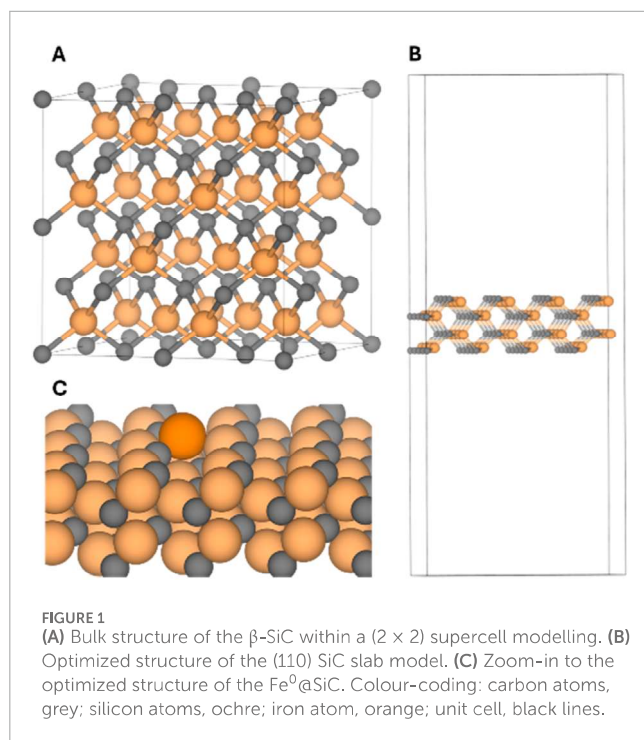 A
B
C
FIGURE 1
(A) Bulk structure of the β-SiC within a (2 × 2) supercell modelling. (B)
Optimized structure of the (110) SiC slab model. (C) Zoom-in to the
optimized structure of the Fe⁰@SiC. Colour-coding: carbon atoms,
grey; silicon atoms, ochre; iron atom, orange; unit cell, black lines.